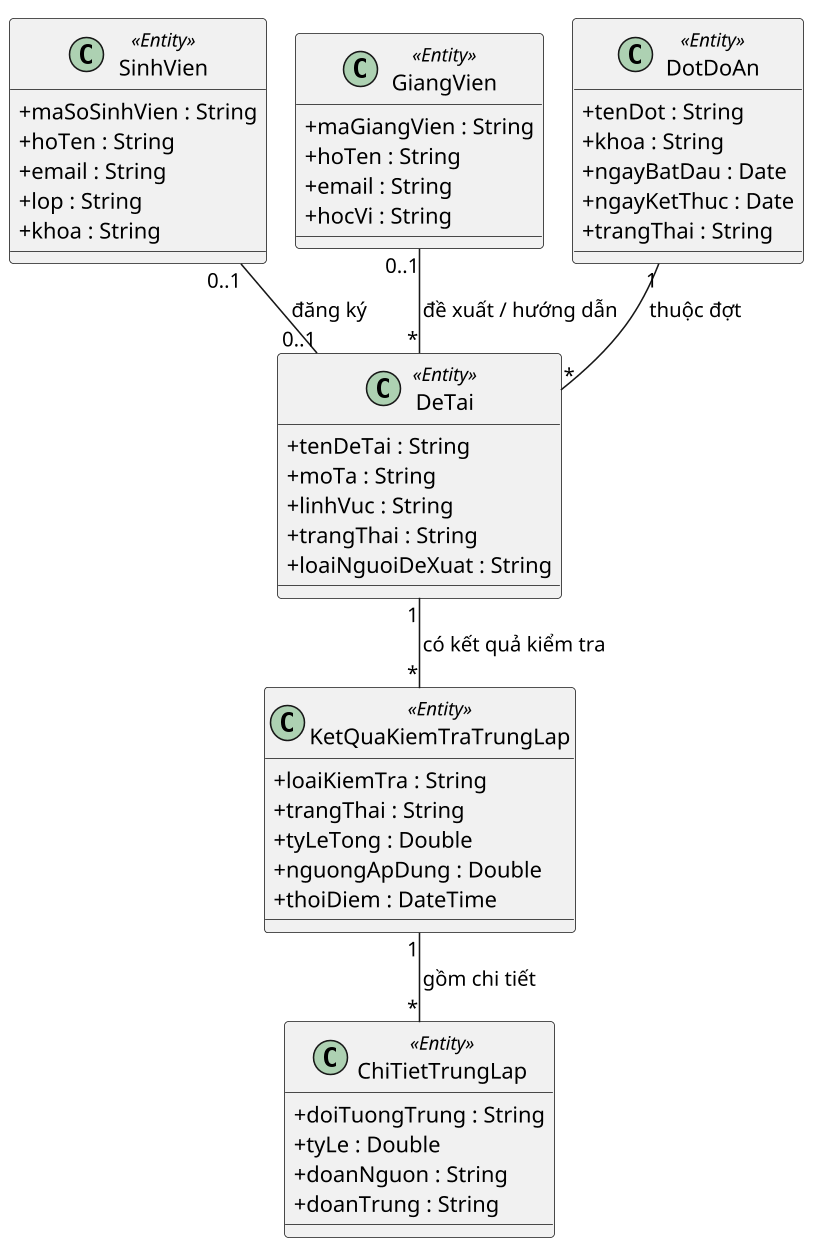 C
«Entity»
SinhVien
+maSoSinhVien : String
+hoTen : String
+email : String
+lop : String
+khoa : String
C
«Entity»
GiangVien
+maGiangVien : String
+hoTen : String
+email : String
+hocVi : String
C
«Entity»
DotDoAn
+tenDot : String
+khoa : String
+ngayBatDau : Date
+ngayKetThuc : Date
+trangThai : String
0..1
đăng ký
0..1
0..1
đề xuất / hướng dẫn
*
1
thuộc đợt
*
C
«Entity»
DeTai
+tenDeTai : String
+moTa : String
+linhVuc : String
+trangThai : String
+loaiNguoiDeXuat : String
1
có kết quả kiểm tra
*
C
«Entity»
KetQuaKiemTraTrungLap
+loaiKiemTra : String
+trangThai : String
+tyLeTong : Double
+nguongApDung : Double
+thoiDiem : DateTime
1
gồm chi tiết
*
C
«Entity»
ChiTietTrungLap
+doiTuongTrung : String
+tyLe : Double
+doanNguon : String
+doanTrung : String